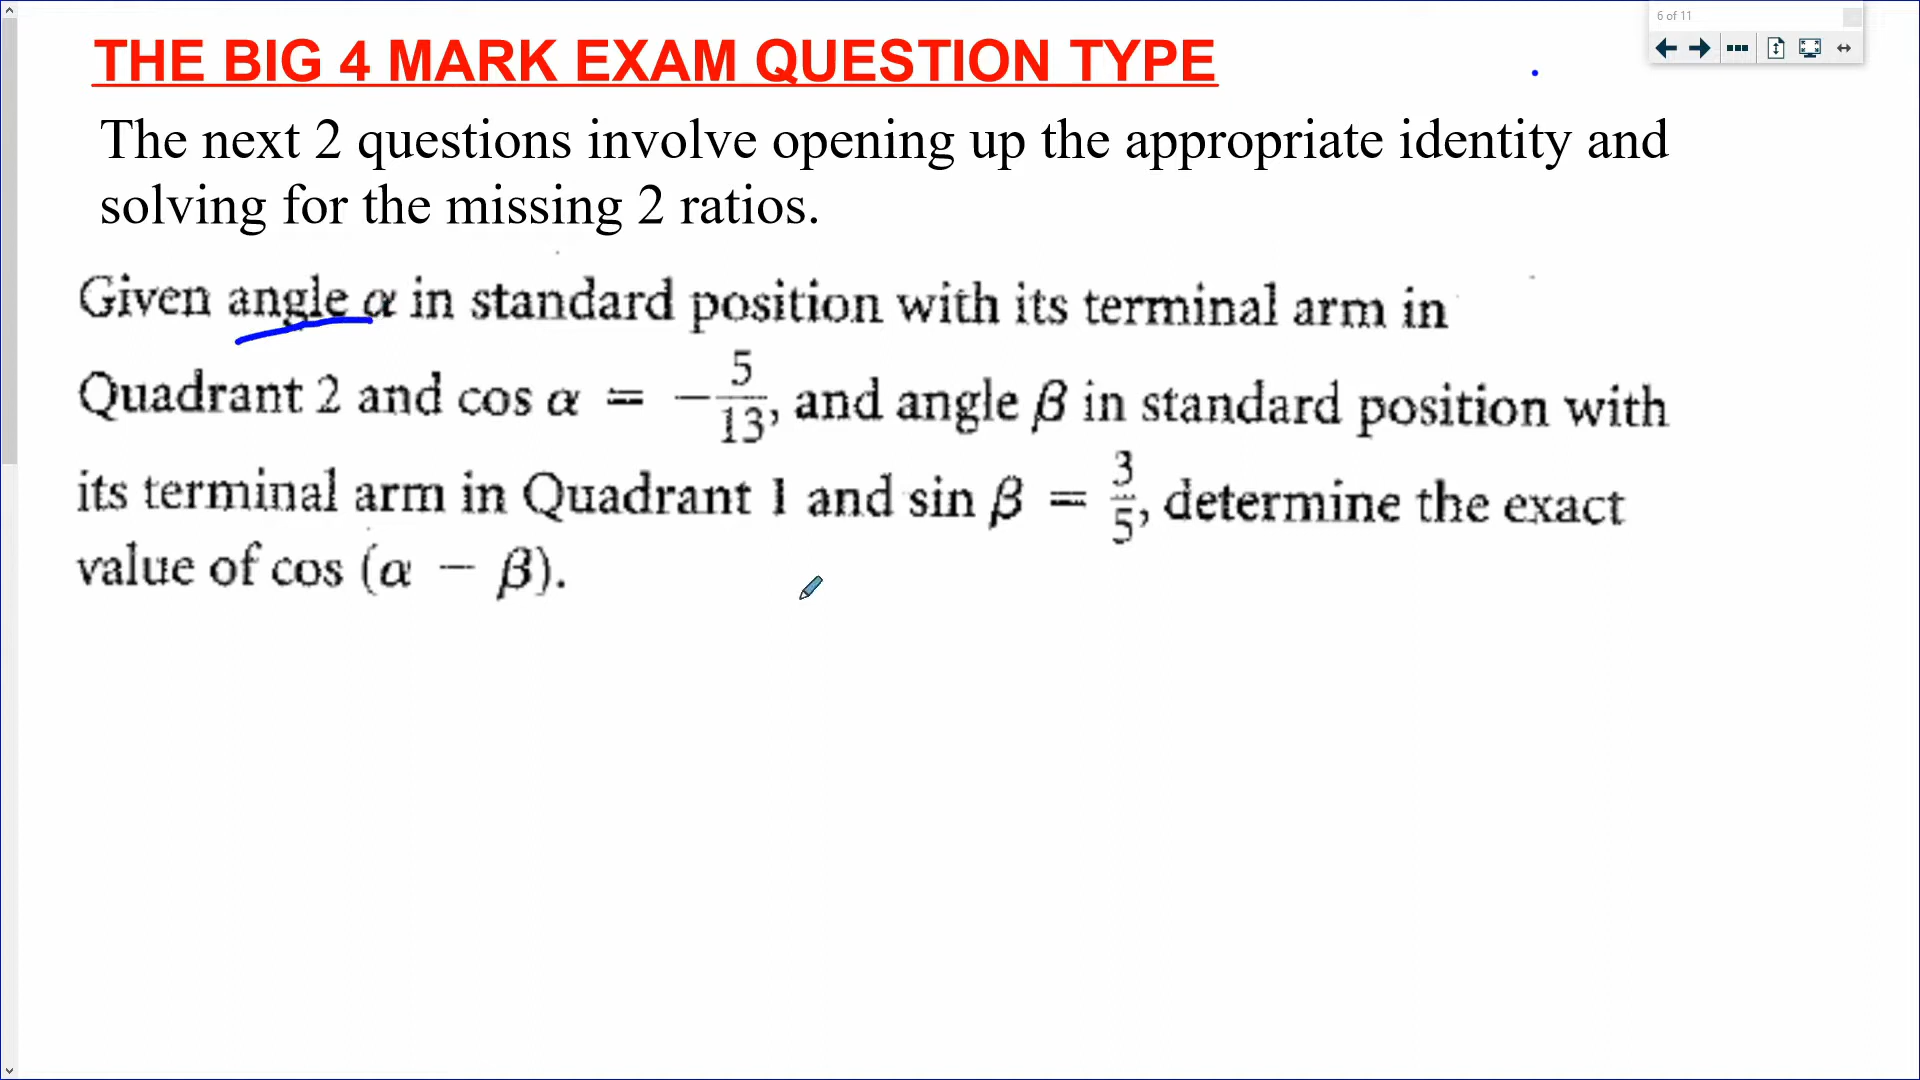 6 of 11
THE BIG 4 MARK EXAM QUESTION TYPE
The next 2 questions involve opening up the appropriate identity and
solving for the missing 2 ratios.
Given angle α in standard position with its terminal arm in
Quadrant 2 and cos α = −5/13, and angle β in standard position with
its terminal arm in Quadrant 1 and sin β = 3/5, determine the exact
value of cos (α − β).